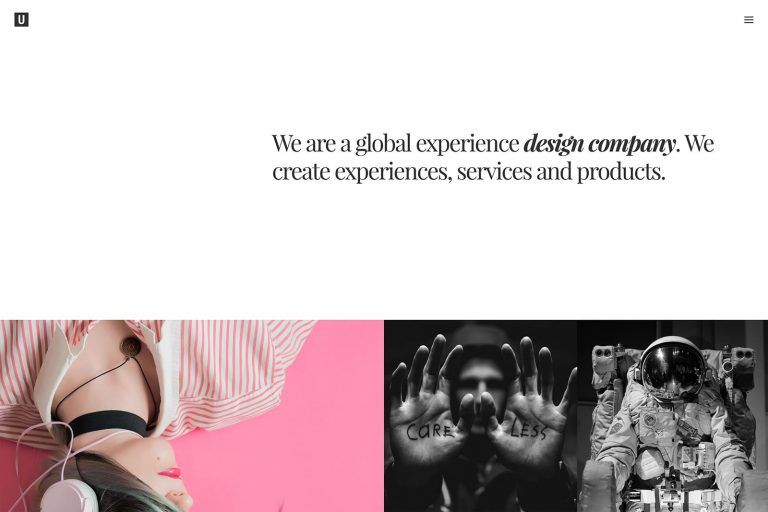 U
We are a global experience design company. We
create experiences, services and products.
CARE LESS